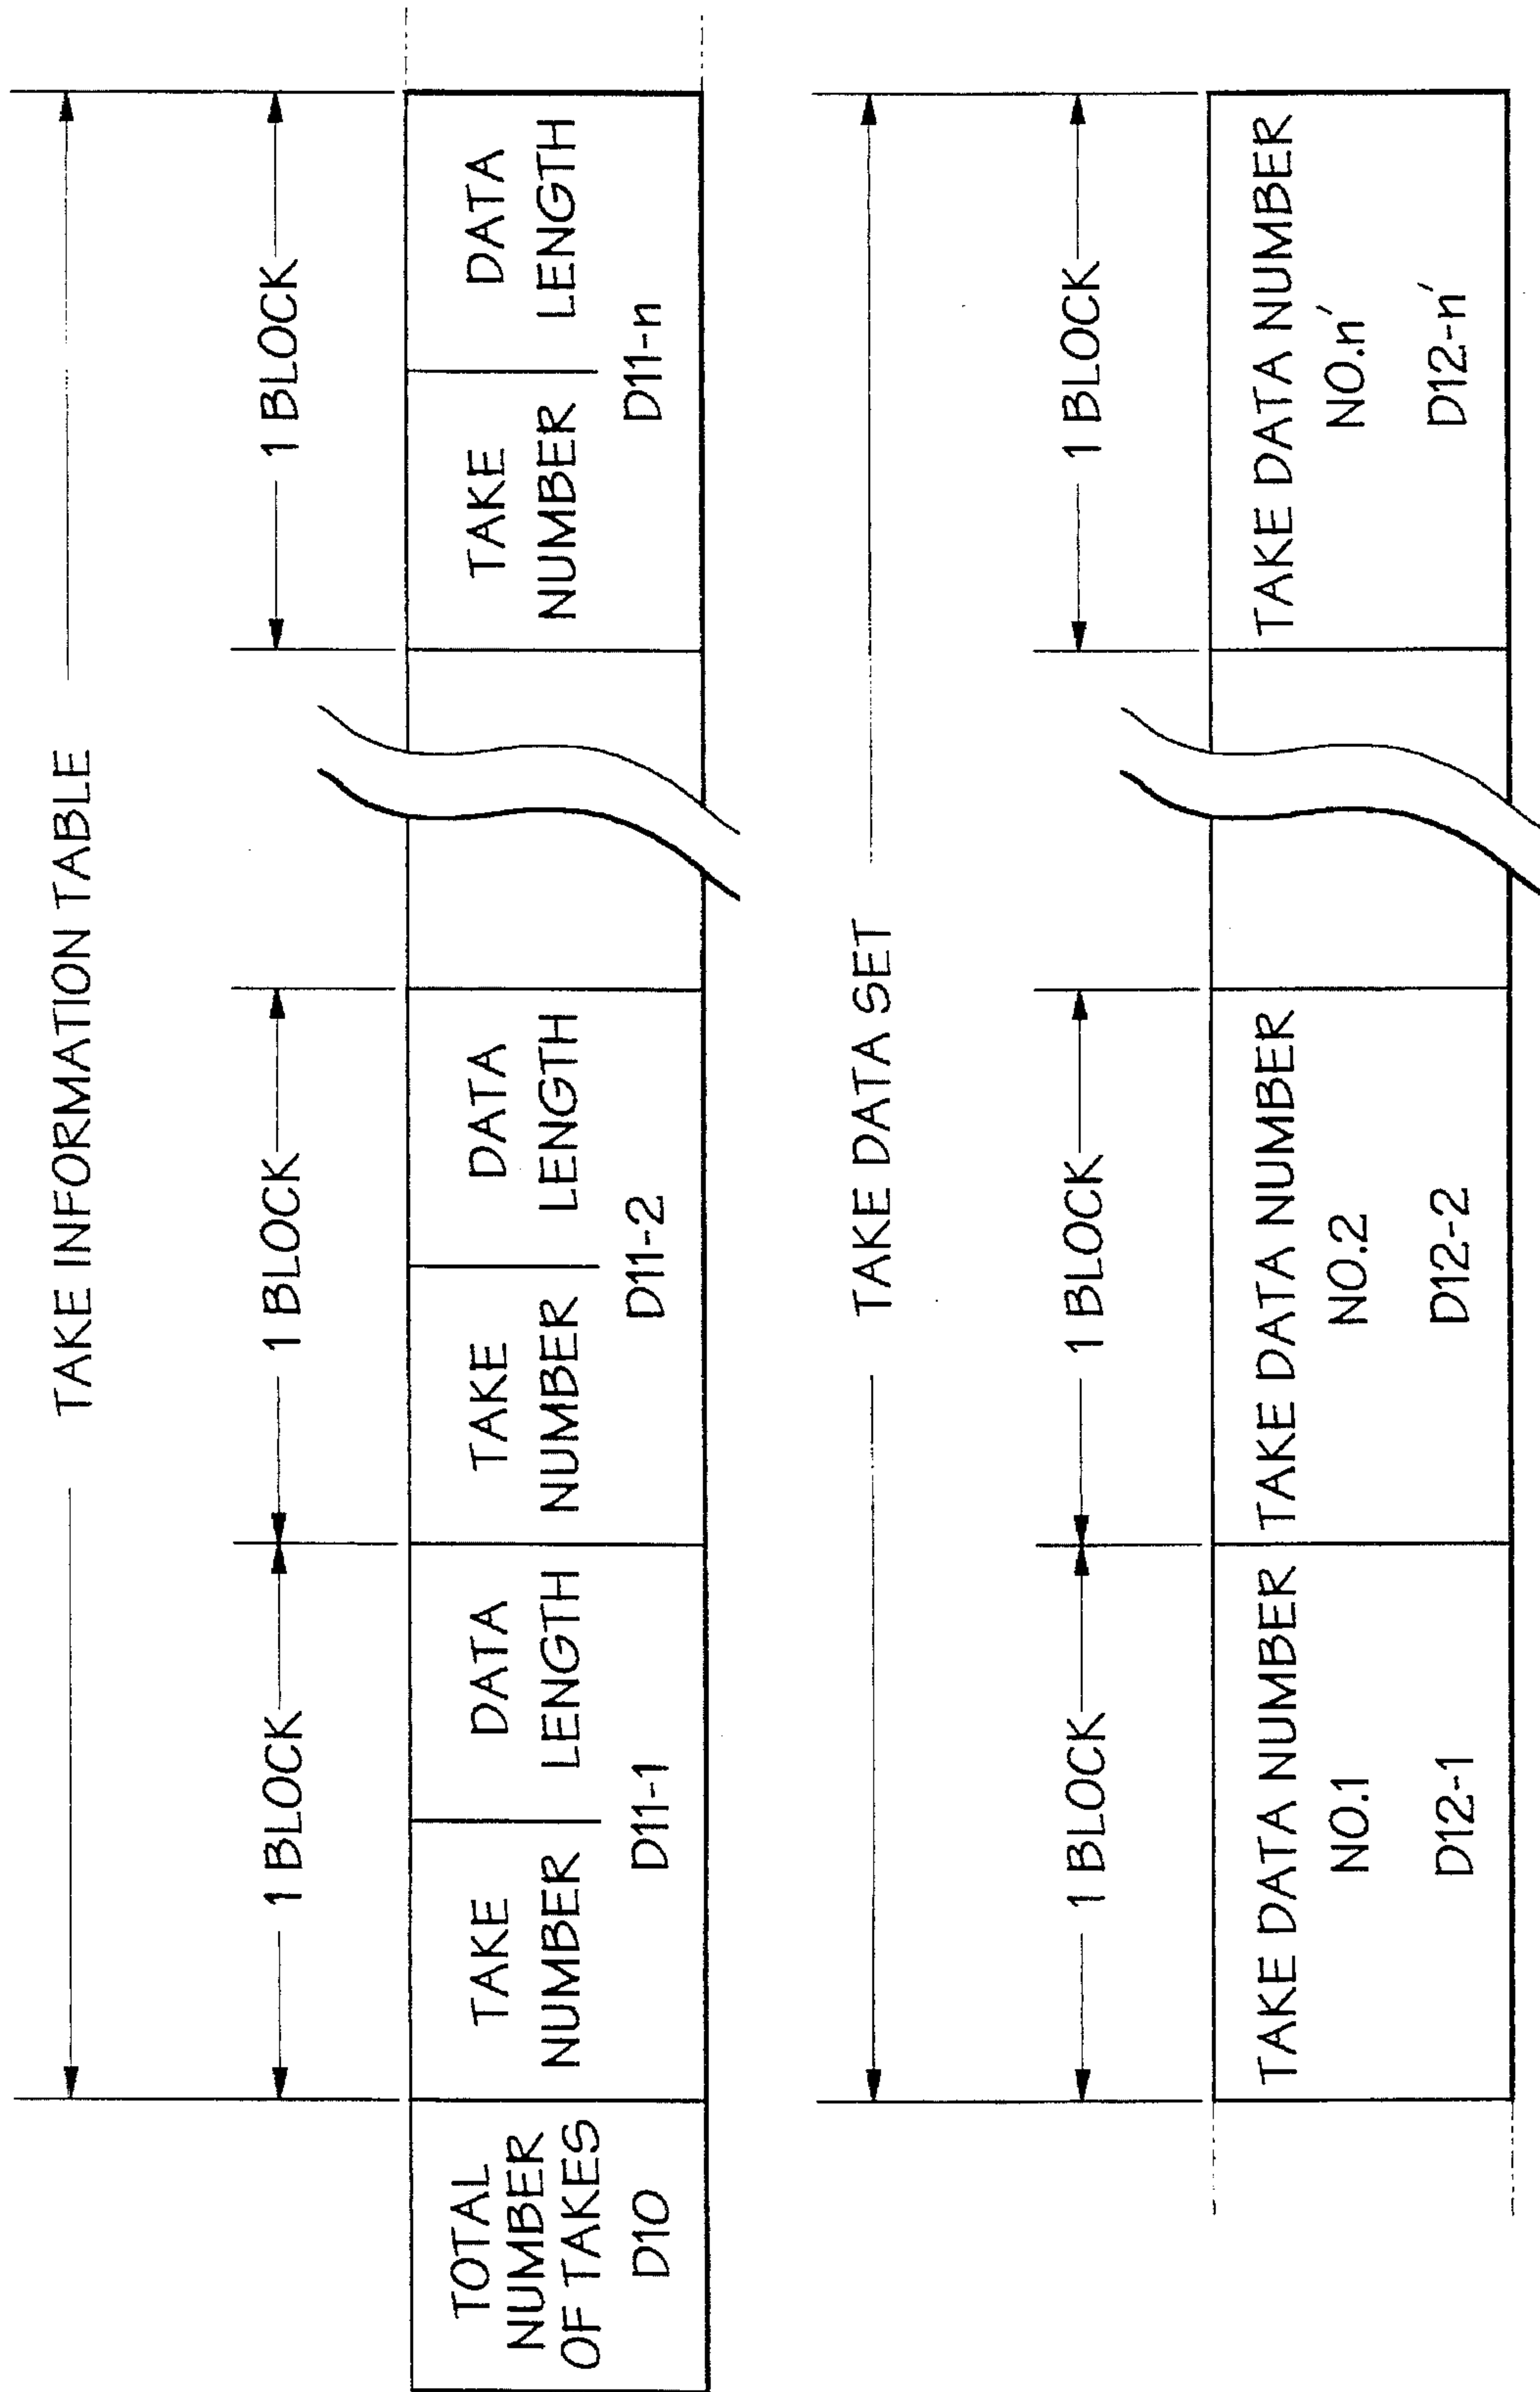 TAKE INFORMATION TABLE
1 BLOCK
1 BLOCK
1 BLOCK
TOTAL
NUMBER
OF TAKES
D10
TAKE
NUMBER
DATA
LENGTH
D11-1
TAKE
NUMBER
DATA
LENGTH
D11-2
TAKE
NUMBER
DATA
LENGTH
D11-n
TAKE DATA SET
1 BLOCK
1 BLOCK
1 BLOCK
TAKE DATA NUMBER
NO.1
D12-1
TAKE DATA NUMBER
NO.2
D12-2
TAKE DATA NUMBER
NO.n′
D12-n′